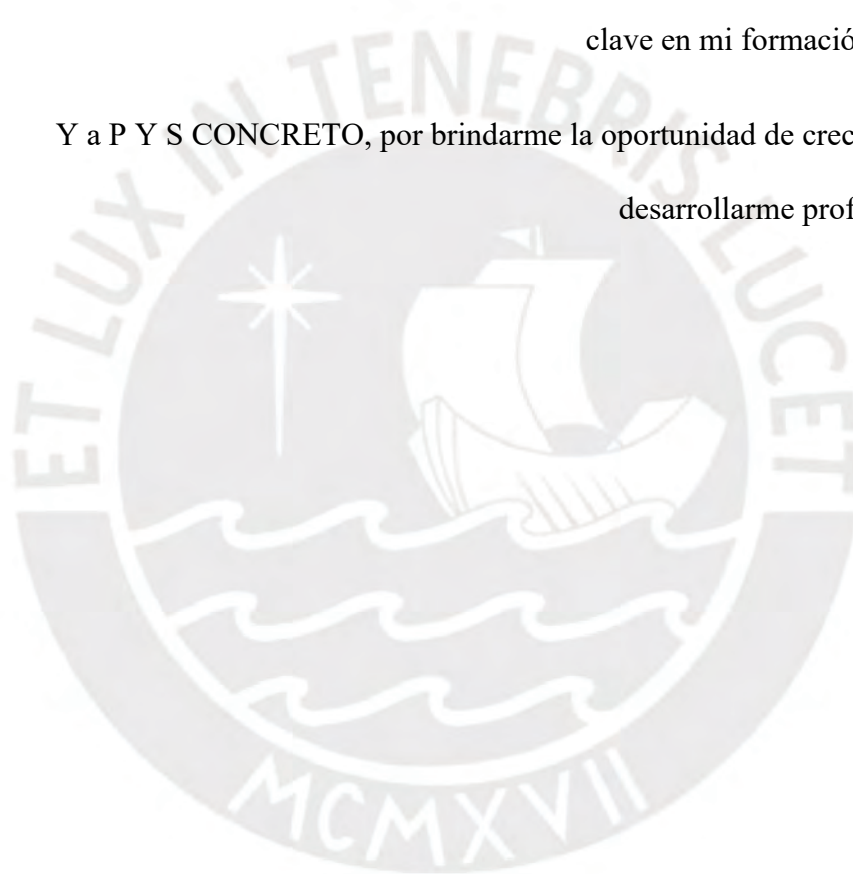 clave en mi formació
Y a P Y S CONCRETO, por brindarme la oportunidad de crec
desarrollarme prof
ET LUX IN TENEBRIS LUCET
MCMXVII